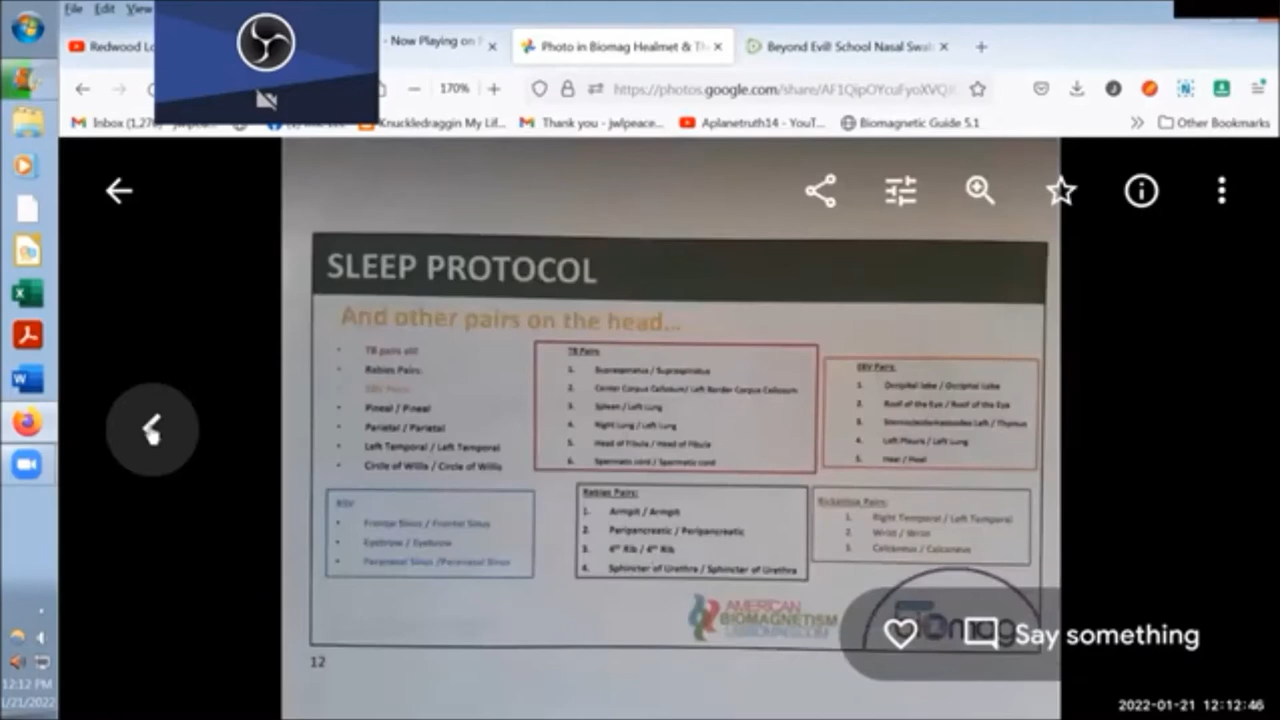 File Edit View
Redwood Lo
- Now Playing on
Photo in Biomag Healmet & Th
Beyond Evil! School Nasal Swa
170%
https://photos.google.com/share/AF1QipOYcuFyoXVQ
Inbox (1,27
Knuckledraggin My Lif...
Thank you - jwlpeace...
Aplanetruth14 - YouT...
Biomagnetic Guide 5.1
Other Bookmarks
SLEEP PROTOCOL
And other pairs on the head...
TB pairs
Rabies Pairs:
EBV Pairs
Pineal / Pineal
Parietal / Parietal
Left Temporal / Left Temporal
Circle of Willis / Circle of Willis
TB Pairs
1. Supraspinatus / Supraspinatus
2. Center Corpus Callosum/ Left Border Corpus Callosum
3. Spleen / Left Lung
4. Right Lung / Left Lung
5. Head of Fibula / Head of Fibula
6. Spermatic cord / Spermatic cord
EBV Pairs:
1. Occipital lobe / Occipital Lobe
2. Roof of the Eye / Roof of the Eye
3. Left / Thymus
4. Left Pleura / Left Lung
5. Heel / Heel
RSV
Frontal Sinus / Frontal Sinus
Eyebrow / Eyebrow
Paranasal Sinus /Paranasal Sinus
Rabies Pairs:
1. Armpit / Armpit
2. Peripancreatic / Peripancreatic
3. 4th Rib / 4th Rib
4. Sphincter of Urethra / Sphincter of Urethra
Rickettsia Pairs:
1. Right Temporal / Left Temporal
2. Wrist / Wrist
3. Calcaneus / Calcaneus
AMERICAN
BIOMAGNETISM
biomag
Say something
12
12:12 PM
1/21/2022
2022-01-21 12:12:46